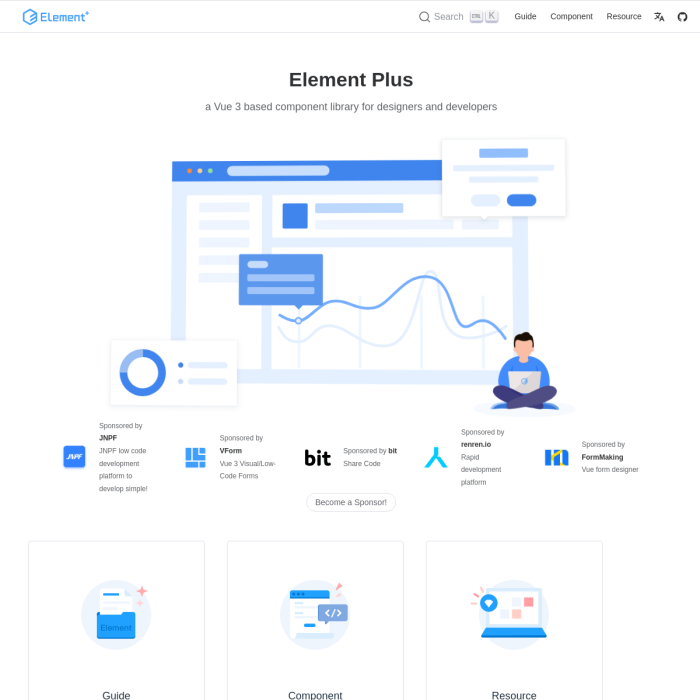 Element+
Search
CTRL K
Guide
Component
Resource
Element Plus
a Vue 3 based component library for designers and developers
JNPF
Sponsored by
JNPF
JNPF low code
development
platform to
develop simple!
Sponsored by
VForm
Vue 3 Visual/Low-
Code Forms
bit
Sponsored by bit
Share Code
Sponsored by
renren.io
Rapid
development
platform
Sponsored by
FormMaking
Vue form designer
Become a Sponsor!
Element
</>
Guide
Component
Resource